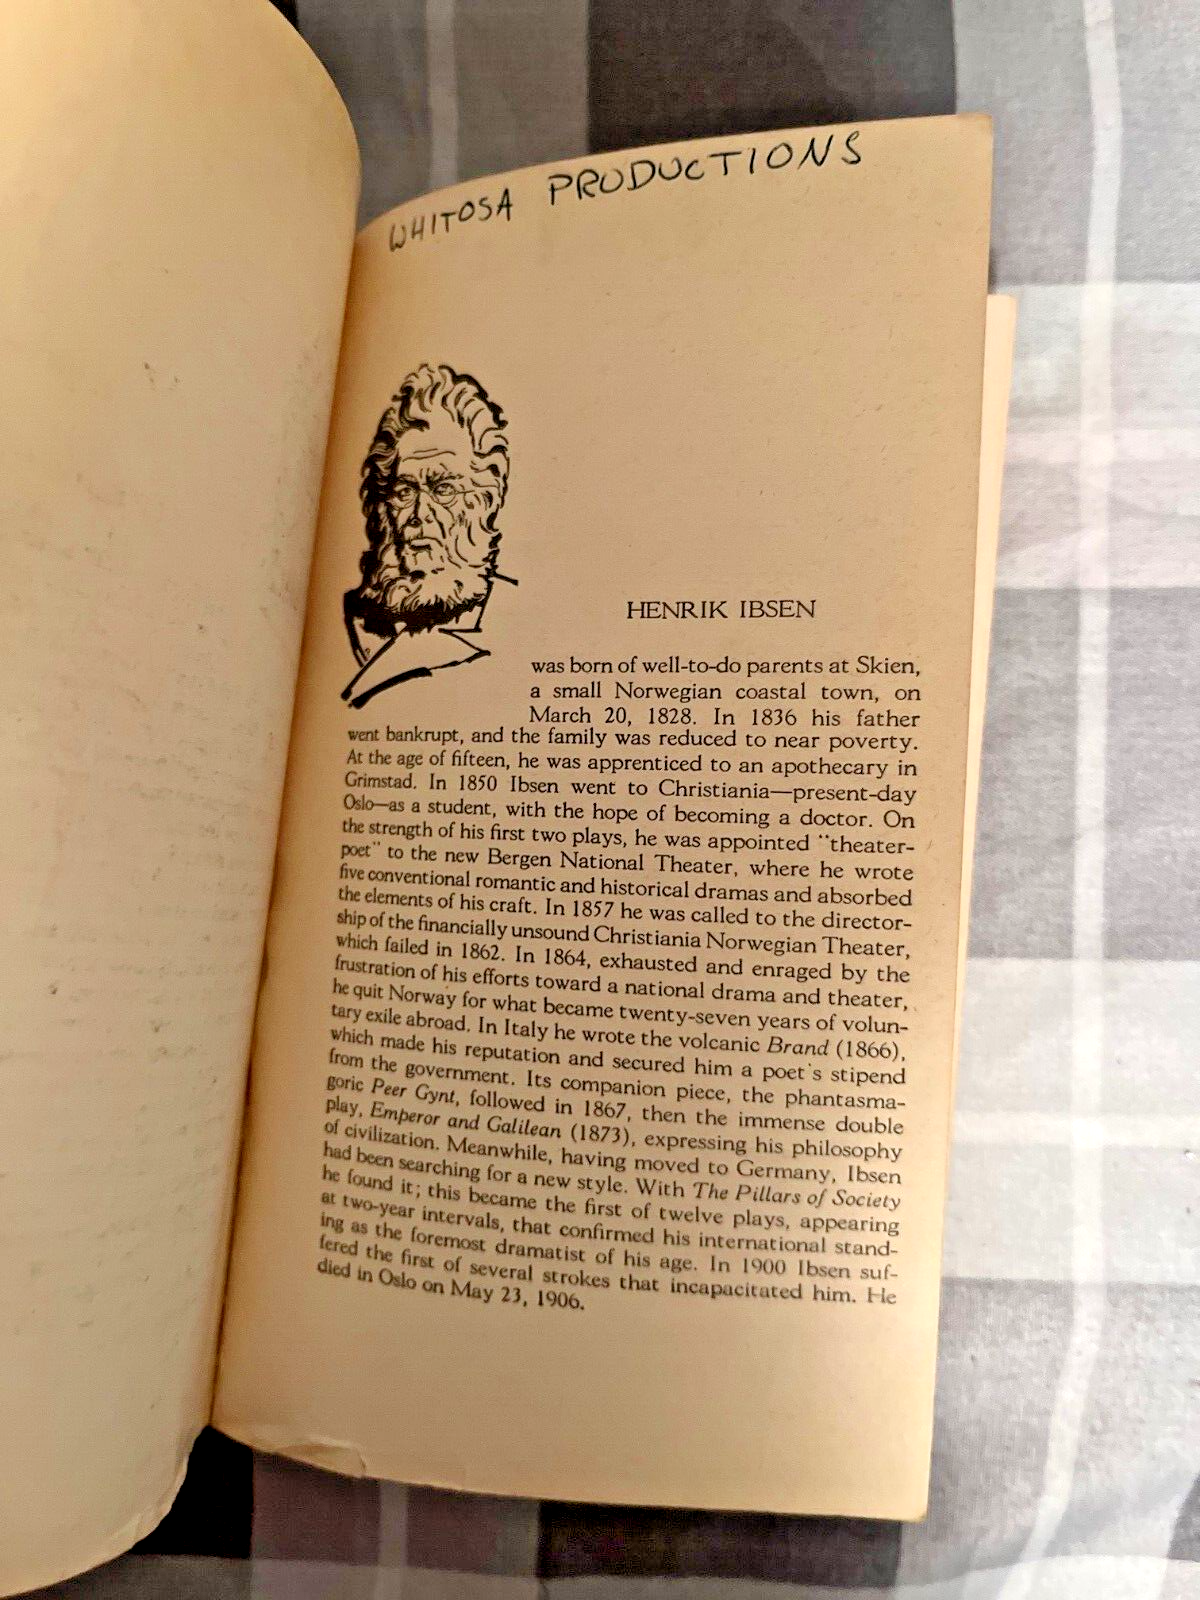 WHITOSA PRODUCTIONS
HENRIK IBSEN
was born of well-to-do parents at Skien,
a small Norwegian coastal town, on
March 20, 1828. In 1836 his father
went bankrupt, and the family was reduced to near poverty.
At the age of fifteen, he was apprenticed to an apothecary in
Grimstad. In 1850 Ibsen went to Christiania—present-day
Oslo—as a student, with the hope of becoming a doctor. On
the strength of his first two plays, he was appointed "theater-
poet" to the new Bergen National Theater, where he wrote
five conventional romantic and historical dramas and absorbed
the elements of his craft. In 1857 he was called to the director-
ship of the financially unsound Christiania Norwegian Theater,
which failed in 1862. In 1864, exhausted and enraged by the
frustration of his efforts toward a national drama and theater,
he quit Norway for what became twenty-seven years of volun-
tary exile abroad. In Italy he wrote the volcanic Brand (1866),
which made his reputation and secured him a poet's stipend
from the government. Its companion piece, the phantasma-
goric Peer Gynt, followed in 1867, then the immense double
play, Emperor and Galilean (1873), expressing his philosophy
of civilization. Meanwhile, having moved to Germany, Ibsen
had been searching for a new style. With The Pillars of Society
he found it; this became the first of twelve plays, appearing
at two-year intervals, that confirmed his international stand-
ing as the foremost dramatist of his age. In 1900 Ibsen suf-
fered the first of several strokes that incapacitated him. He
died in Oslo on May 23, 1906.